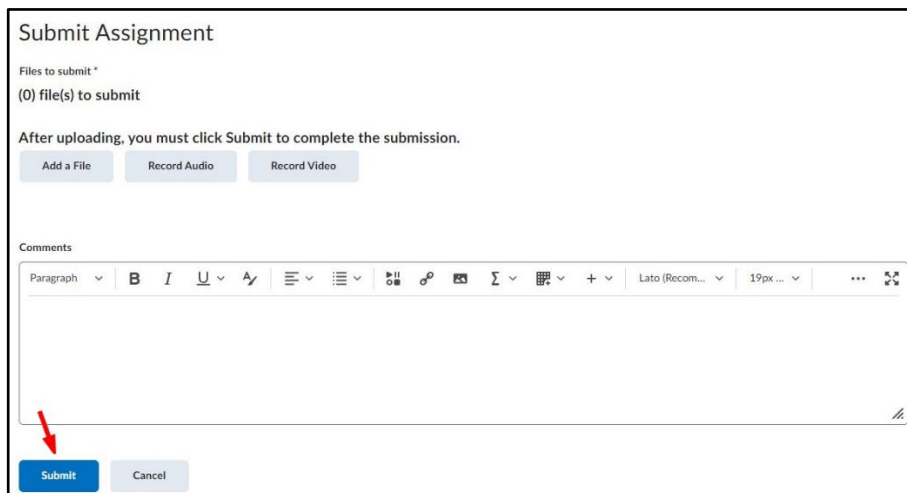 Submit Assignment
Files to submit *
(0) file(s) to submit
After uploading, you must click Submit to complete the submission.
Add a File Record Audio Record Video
Comments
Paragraph B I U A Σ + Lato (Recom... 19px ... ...
Submit Cancel